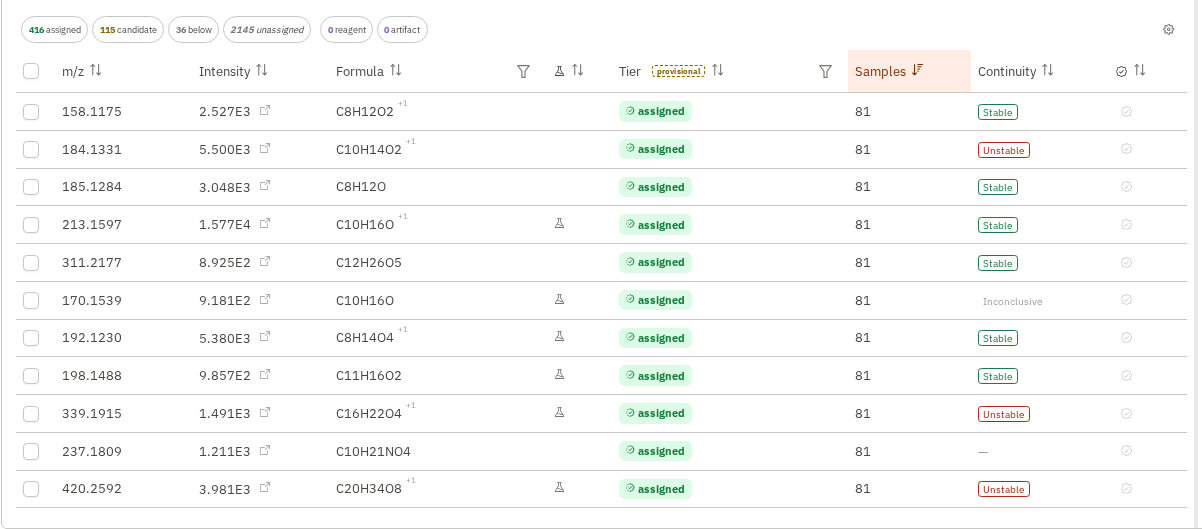 416 assigned 115 candidate 36 below 2145 unassigned 0 reagent 0 artifact
m/z Intensity Formula Tier provisional Samples Continuity
158.1175 2.527E3 C8H12O2 +1 assigned 81 Stable
184.1331 5.500E3 C10H14O2 +1 assigned 81 Unstable
185.1284 3.048E3 C8H12O assigned 81 Stable
213.1597 1.577E4 C10H16O +1 assigned 81 Stable
311.2177 8.925E2 C12H26O5 assigned 81 Stable
170.1539 9.181E2 C10H16O assigned 81 Inconclusive
192.1230 5.380E3 C8H14O4 +1 assigned 81 Stable
198.1488 9.857E2 C11H16O2 assigned 81 Stable
339.1915 1.491E3 C16H22O4 +1 assigned 81 Unstable
237.1809 1.211E3 C10H21NO4 assigned 81 —
420.2592 3.981E3 C20H34O8 +1 assigned 81 Unstable